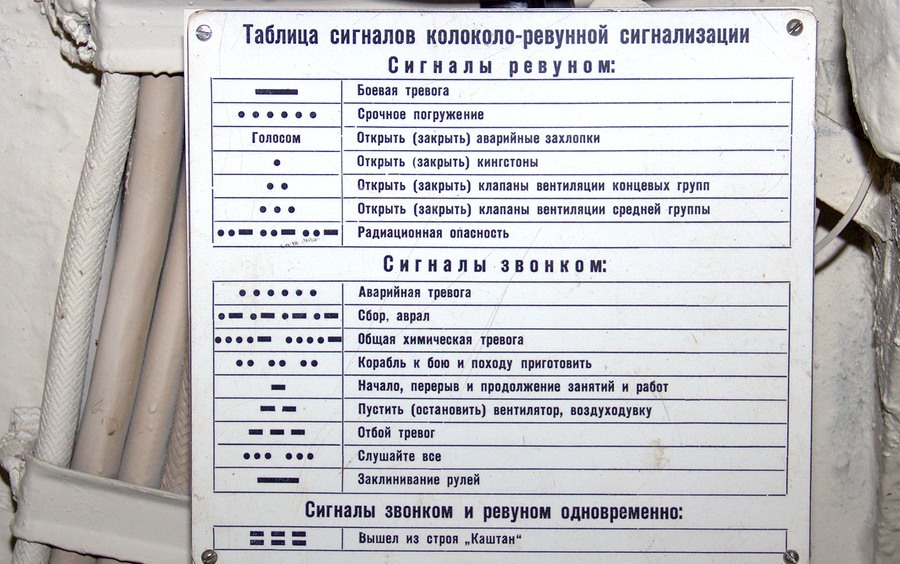 Таблица сигналов колоколо-ревунной сигнализации
Сигналы ревуном:
Боевая тревога
Срочное погружение
Голосом Открыть (закрыть) аварийные захлопки
Открыть (закрыть) кингстоны
Открыть (закрыть) клапаны вентиляции концевых групп
Открыть (закрыть) клапаны вентиляции средней группы
Радиационная опасность
Сигналы звонком:
Аварийная тревога
Сбор, аврал
Общая химическая тревога
Корабль к бою и походу приготовить
Начало, перерыв и продолжение занятий и работ
Пустить (остановить) вентилятор, воздуходувку
Отбой тревог
Слушайте все
Заклинивание рулей
Сигналы звонком и ревуном одновременно:
Вышел из строя „Каштан“